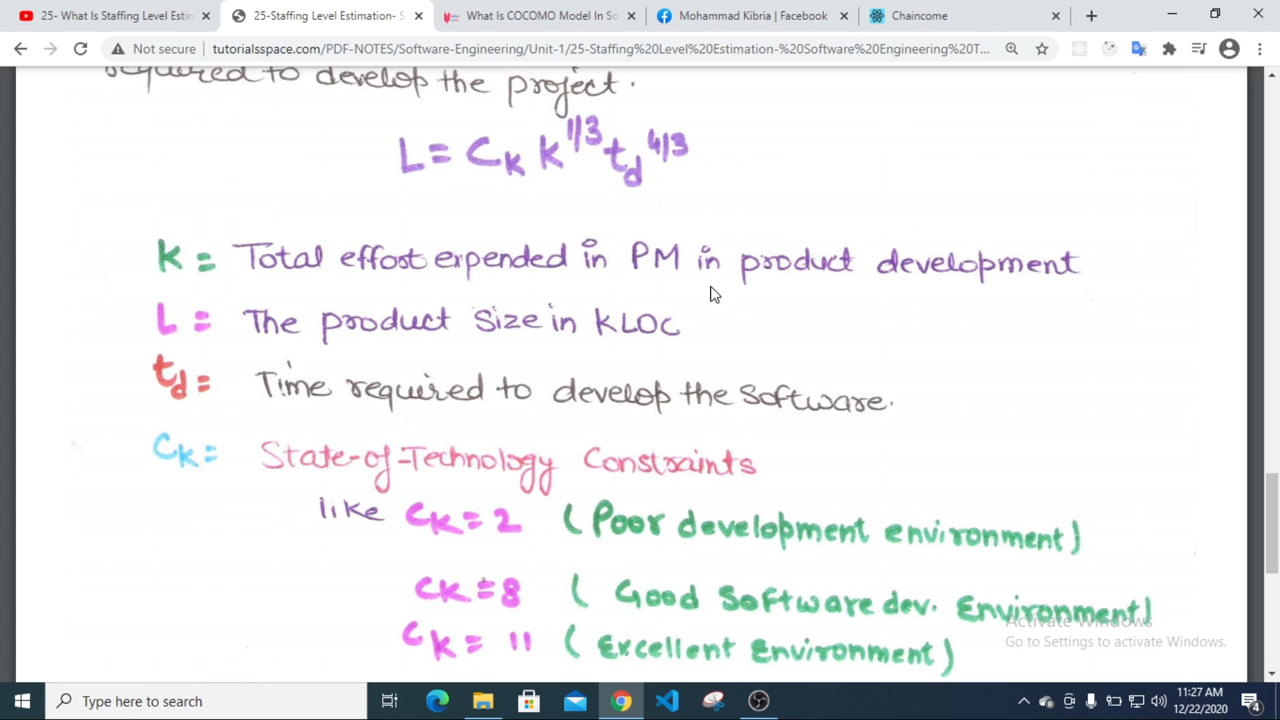 25- What Is Staffing Level Estim
25-Staffing Level Estimation- S
What Is COCOMO Model In So
Mohammad Kibria | Facebook
Chaincome
Not secure
tutorialsspace.com/PDF-NOTES/Software-Engineering/Unit-1/25-Staffing%20Level%20Estimation-%20Software%20Engineering%20T...
required to develop the project.
L = Ck k^1/3 td^4/3
k = Total effort expended in PM in product development
L = The product Size in KLOC
td = Time required to develop the Software.
Ck = State-of-Technology Constraints
like Ck = 2 (Poor development environment)
Ck = 8 ( Good Software dev. Environment)
Ck = 11 ( Excellent Environment)
Activate Windows
Go to Settings to activate Windows.
Type here to search
11:27 AM
12/22/2020
4